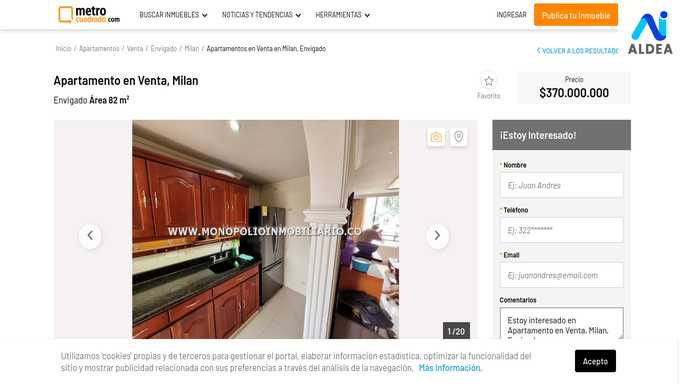 metro
cuadrado.com
BUSCAR INMUEBLES
NOTICIAS Y TENDENCIAS
HERRAMIENTAS
INGRESAR
Publica tu Inmueble
ALDEA
Inicio / Apartamentos / Venta / Envigado / Milan / Apartamentos en Venta en Milan, Envigado
VOLVER A LOS RESULTAD
Apartamento en Venta, Milan
Envigado Área 62 m²
Favorito
Precio
$370.000.000
WWW.MONOPOLIOINMOBILIARIO.CO
1 / 20
¡Estoy Interesado!
* Nombre
Ej: Juan Andres
* Teléfono
Ej: 322*******
* Email
Ej: juanandres@email.com
Comentarios
Estoy interesado en
Apartamento en Venta, Milan,
Utilizamos 'cookies' propias y de terceros para gestionar el portal, elaborar información estadística, optimizar la funcionalidad del
sitio y mostrar publicidad relacionada con sus preferencias a través del análisis de la navegación. Más información.
Acepto